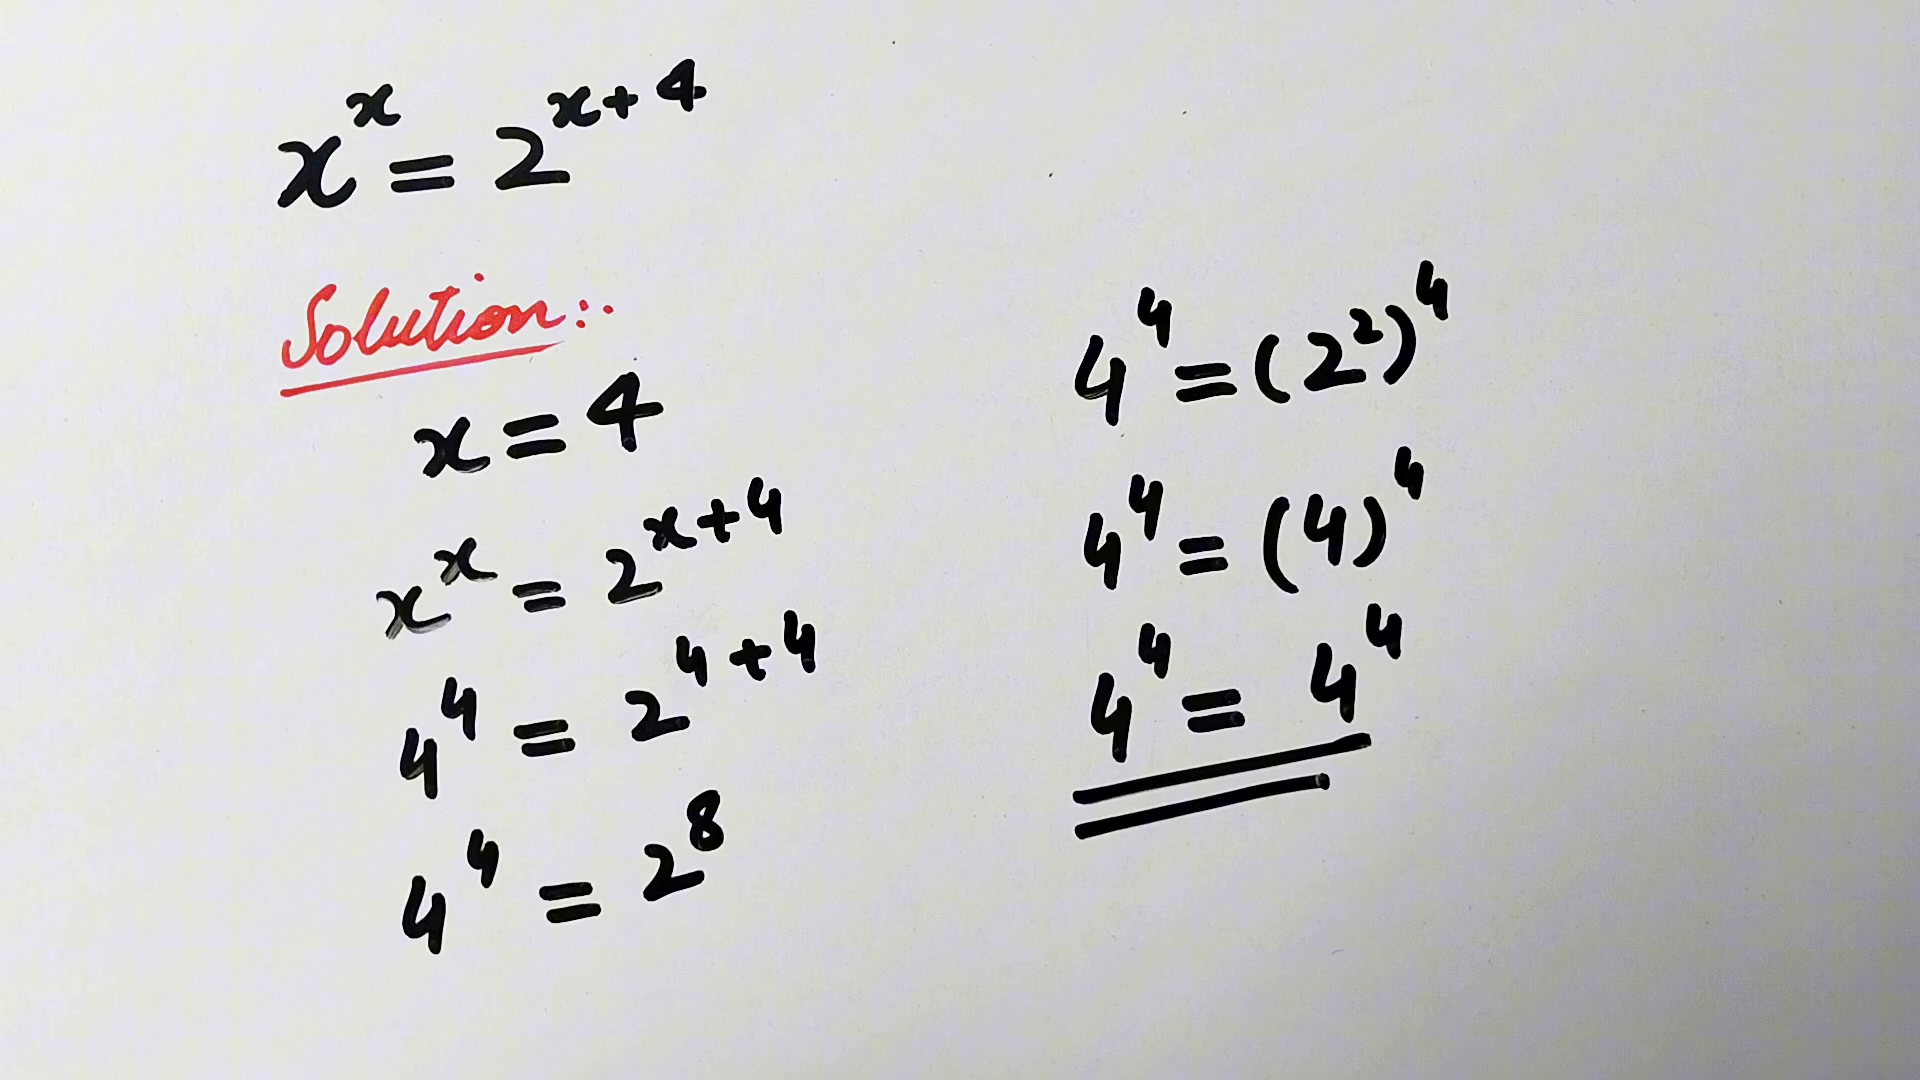 x^x = 2^{x+4}
Solution:.
x = 4
x^x = 2^{x+4}
4^4 = 2^{4+4}
4^4 = 2^8
4^4 = (2^2)^4
4^4 = (4)^4
4^4 = 4^4